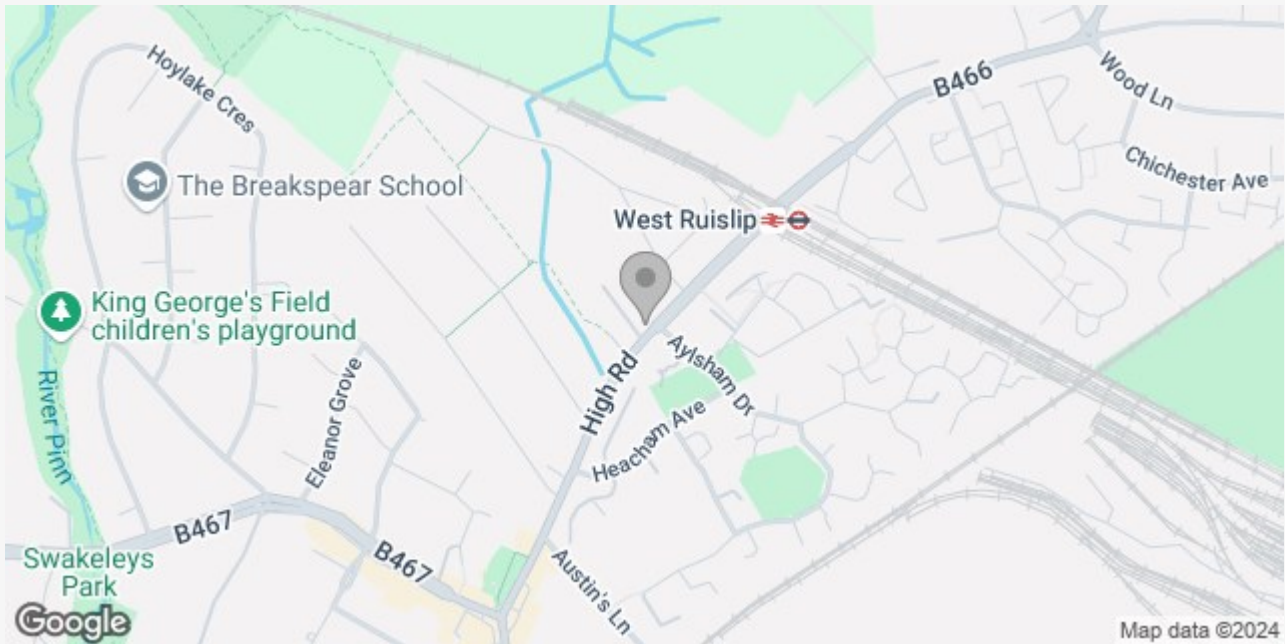 Hoylake Cres
B466
Wood Ln
Chichester Ave
The Breakspear School
West Ruislip
King George's Field
children's playground
River Pinn
Eleanor Grove
High Rd
Aylsham Dr
Heacham Ave
B467
B467
Austin's Ln
Swakeleys
Park
Google
Map data ©2024